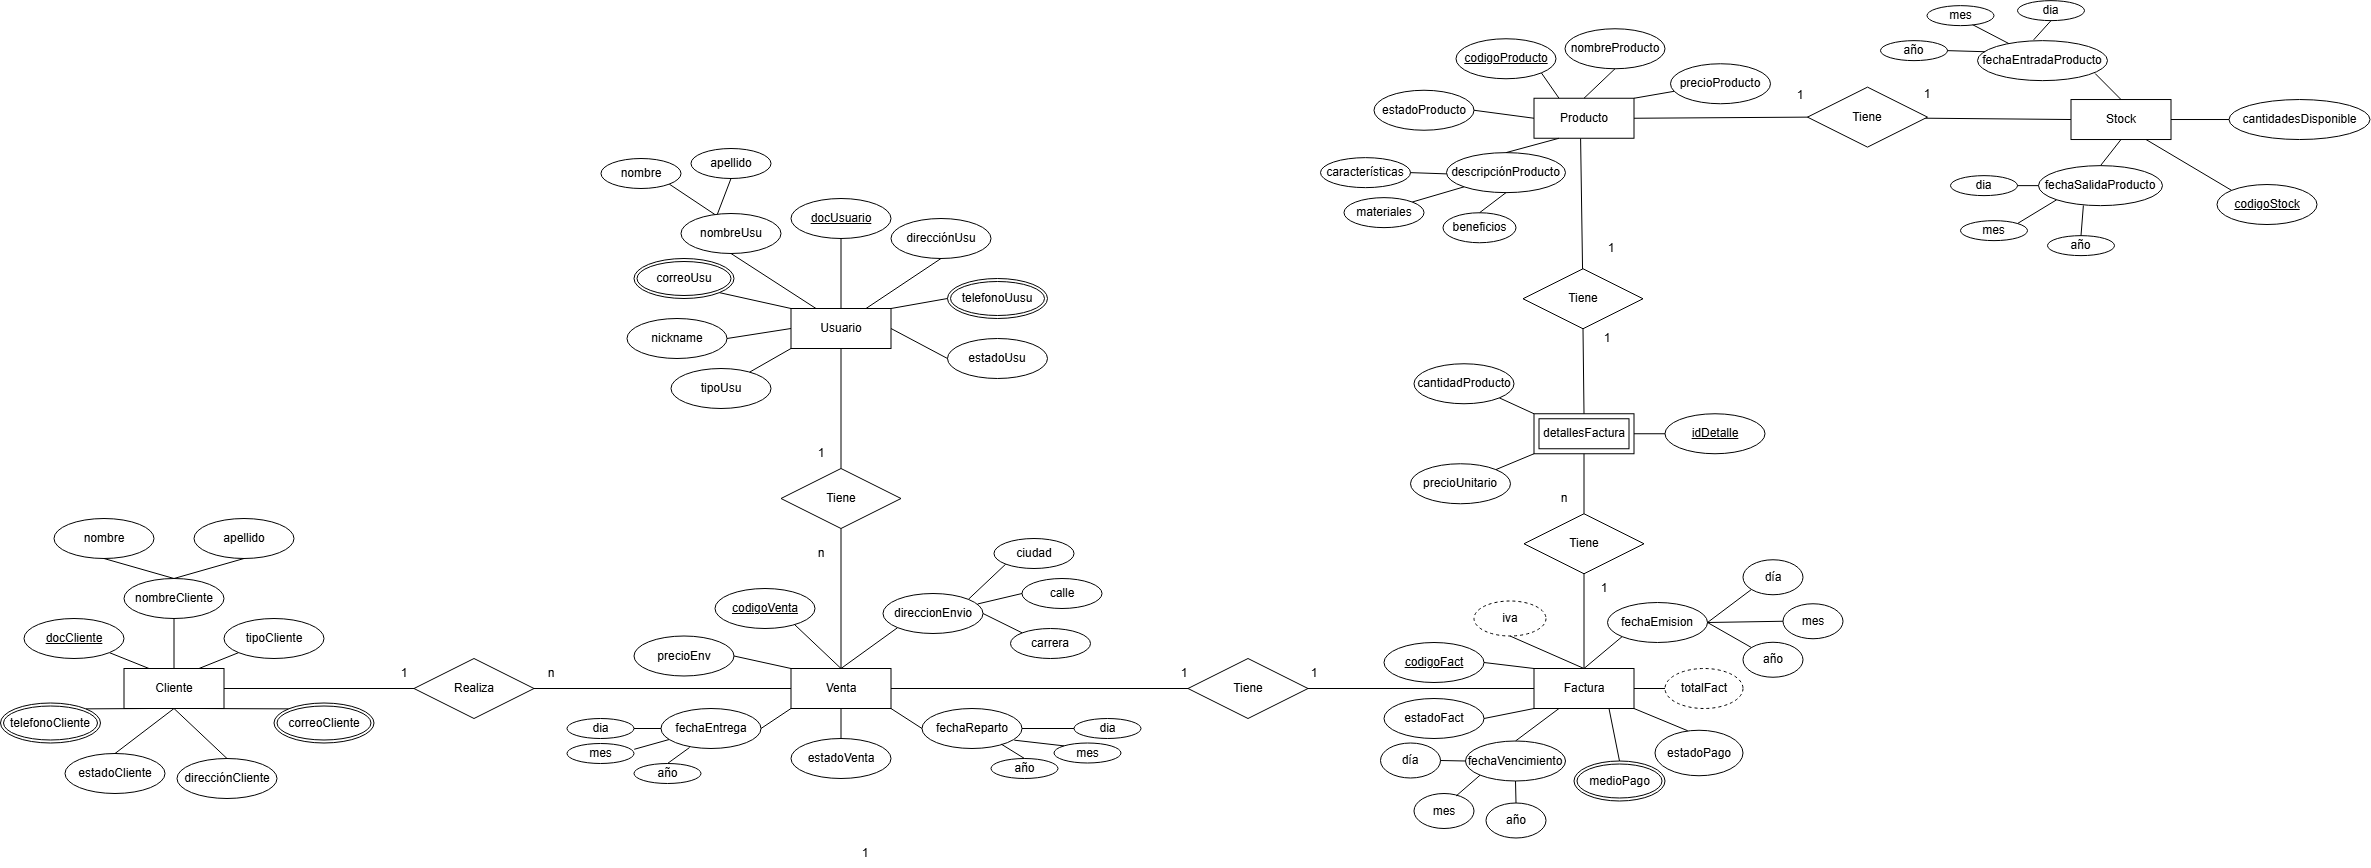 mes
dia
año
fechaEntradaProducto
codigoProducto
nombreProducto
precioProducto
estadoProducto
Producto
1
Tiene
1
Stock
cantidadesDisponible
características
descripciónProducto
materiales
beneficios
dia
fechaSalidaProducto
mes
año
codigoStock
nombre
apellido
nombreUsu
docUsuario
direcciónUsu
correoUsu
telefonoUusu
nickname
Usuario
estadoUsu
tipoUsu
1
Tiene
1
cantidadProducto
detallesFactura
idDetalle
precioUnitario
1
Tiene
n
n
Tiene
1
nombre
apellido
nombreCliente
docCliente
tipoCliente
Cliente
telefonoCliente
correoCliente
estadoCliente
direcciónCliente
1
Realiza
n
codigoVenta
direccionEnvio
ciudad
calle
carrera
precioEnv
Venta
dia
mes
año
fechaEntrega
estadoVenta
fechaReparto
dia
mes
año
1
Tiene
1
iva
fechaEmision
día
mes
año
codigoFact
Factura
totalFact
estadoFact
estadoPago
día
fechaVencimiento
medioPago
mes
año
1